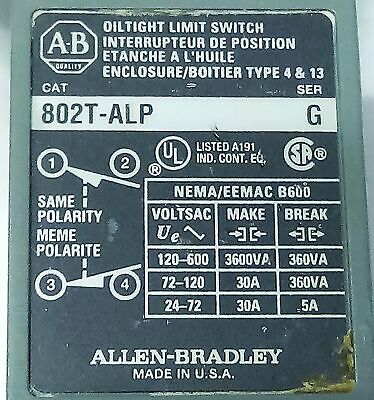 A-B
QUALITY
OILTIGHT LIMIT SWITCH
INTERRUPTEUR DE POSITION
ETANCHE A L'HUILE
ENCLOSURE/BOITIER TYPE 4 & 13
CAT SER
802T-ALP G
UL LISTED A191
IND. CONT. EQ.
SA
1 2
SAME
POLARITY
MEME
POLARITE
3 4
NEMA/EEMAC B600
VOLTSAC MAKE BREAK
Ue
120-600 3600VA 360VA
72-120 30A 360VA
24-72 30A .5A
ALLEN-BRADLEY
MADE IN U.S.A.